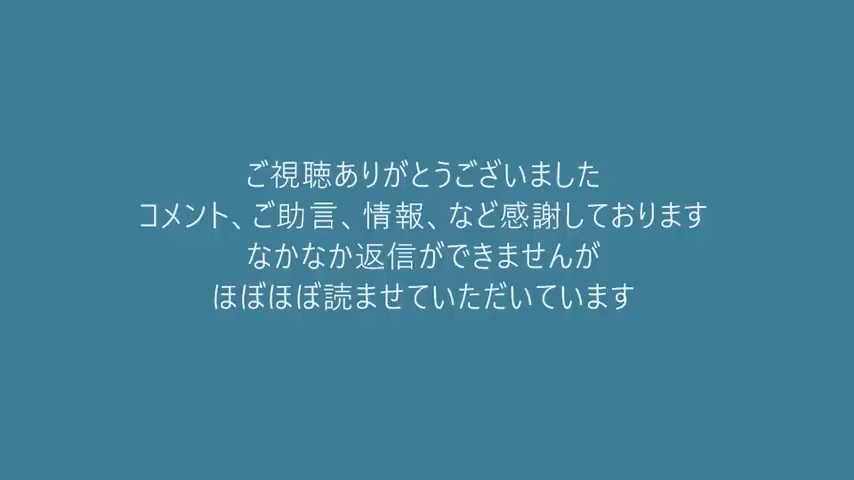 ご視聴ありがとうございました
コメント、ご助言、情報、など感謝しております
なかなか返信ができませんが
ほぼほぼ読ませていただいています